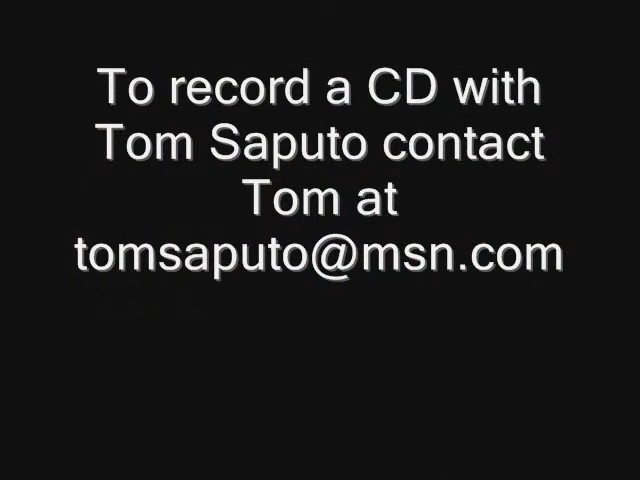 To record a CD with
Tom Saputo contact
Tom at
tomsaputo@msn.com